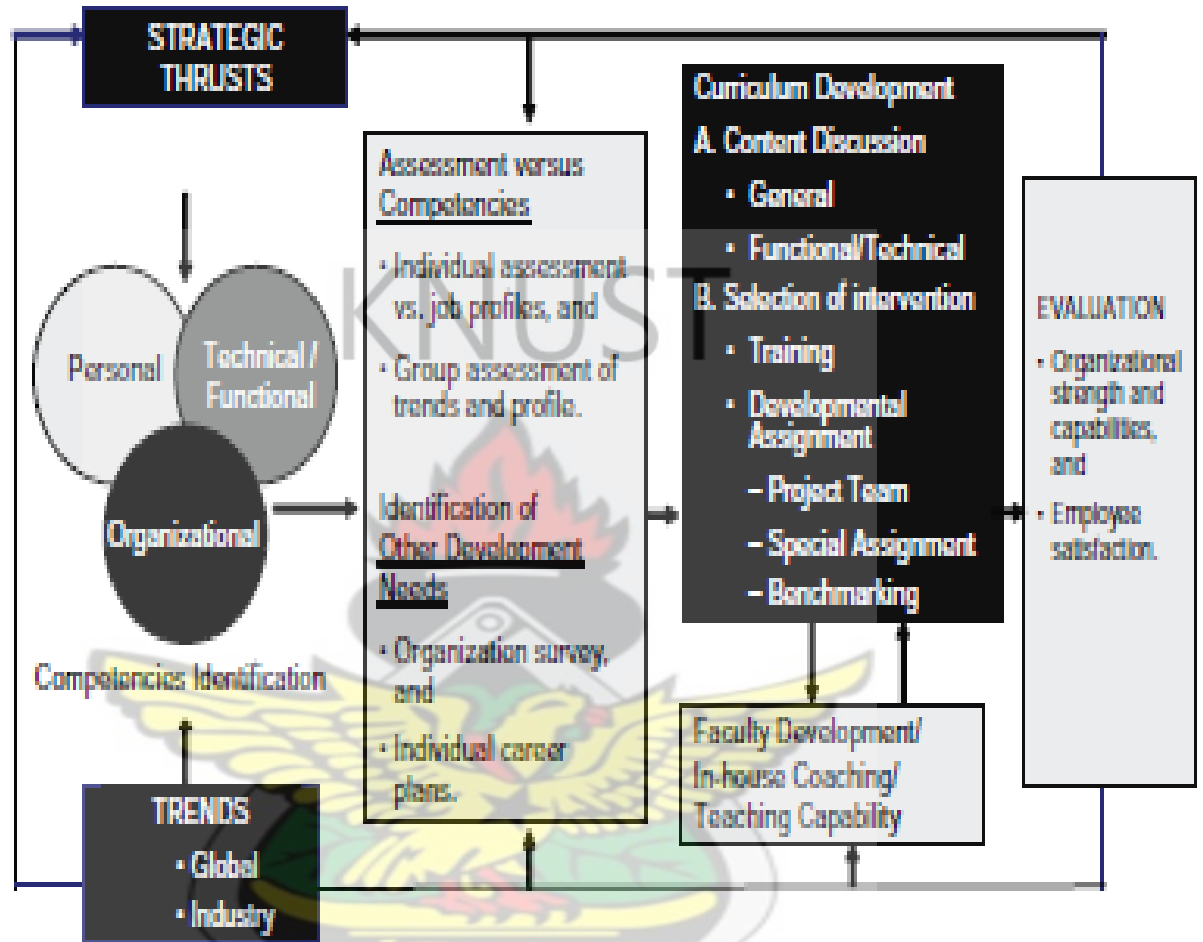 STRATEGIC
THRUSTS
Personal
Technical /
Functional
Organizational
Competencies Identification
TRENDS
• Global
• Industry
Assessment versus
Competencies
• Individual assessment
vs. job profiles, and
• Group assessment of
trends and profile.
Identification of
Other Development
Needs
• Organization survey,
and
• Individual career
plans.
Curriculum Development
A. Content Discussion
• General
• Functional/Technical
B. Selection of intervention
• Training
• Developmental
Assignment
– Project Team
– Special Assignment
– Benchmarking
Faculty Development/
In-house Coaching/
Teaching Capability
EVALUATION
• Organizational
strength and
capabilities,
and
• Employee
satisfaction.
KNUST